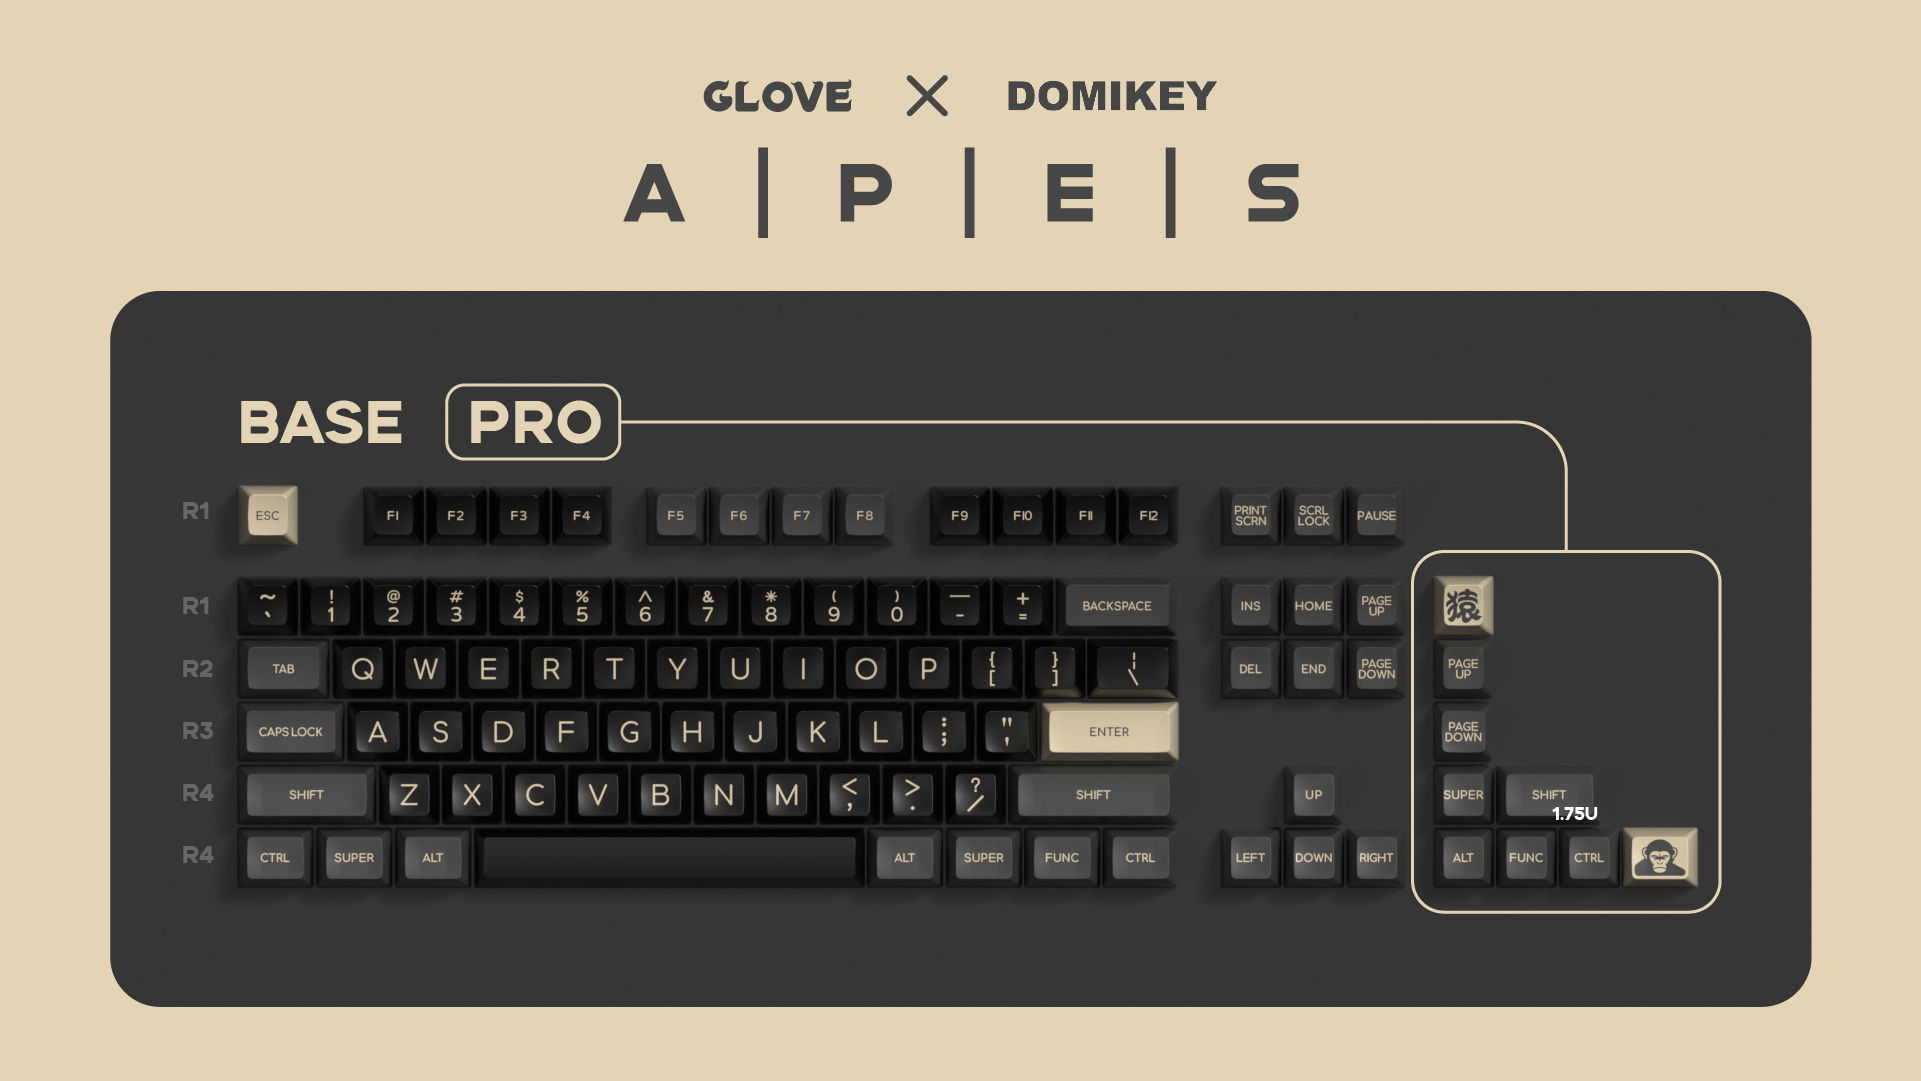 GLOVE X DOMIKEY
A | P | E | S
BASE PRO
R1 ESC F1 F2 F3 F4 F5 F6 F7 F8 F9 F10 F11 F12 PRINT SCRN SCRL LOCK PAUSE
R1 ~ ` ! 1 @ 2 # 3 $ 4 % 5 ^ 6 & 7 * 8 ( 9 ) 0 — - + = BACKSPACE INS HOME PAGE UP 猿
R2 TAB Q W E R T Y U I O P { [ } ] ¦ \ DEL END PAGE DOWN PAGE UP
R3 CAPS LOCK A S D F G H J K L : ; " ' ENTER PAGE DOWN
R4 SHIFT Z X C V B N M < , > . ? / SHIFT UP SUPER SHIFT 1.75U
R4 CTRL SUPER ALT ALT SUPER FUNC CTRL LEFT DOWN RIGHT ALT FUNC CTRL